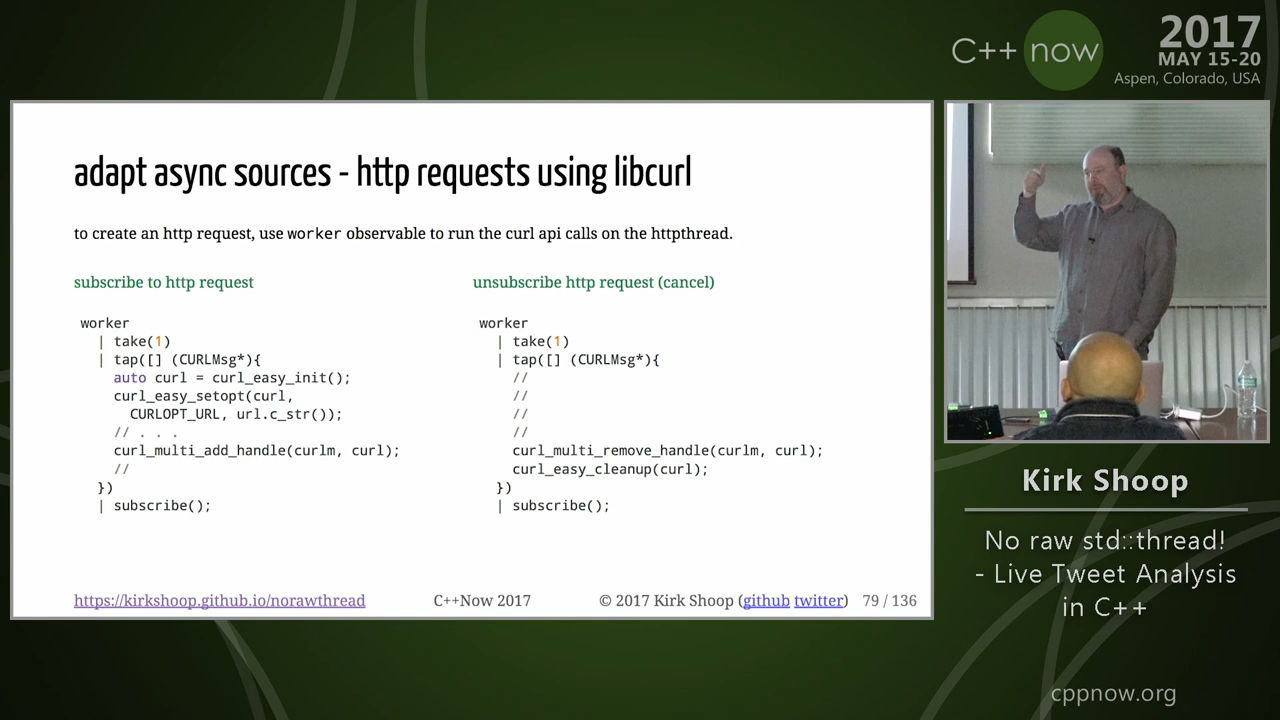 C++ now
2017
MAY 15-20
Aspen, Colorado, USA
adapt async sources - http requests using libcurl
to create an http request, use worker observable to run the curl api calls on the httpthread.
subscribe to http request
worker
| take(1)
| tap([] (CURLMsg*){
auto curl = curl_easy_init();
curl_easy_setopt(curl,
CURLOPT_URL, url.c_str());
// . . .
curl_multi_add_handle(curlm, curl);
//
})
| subscribe();
unsubscribe http request (cancel)
worker
| take(1)
| tap([] (CURLMsg*){
//
//
//
//
curl_multi_remove_handle(curlm, curl);
curl_easy_cleanup(curl);
})
| subscribe();
https://kirkshoop.github.io/norawthread
C++Now 2017
© 2017 Kirk Shoop (github twitter)
79 / 136
Kirk Shoop
No raw std::thread!
- Live Tweet Analysis
in C++
cppnow.org